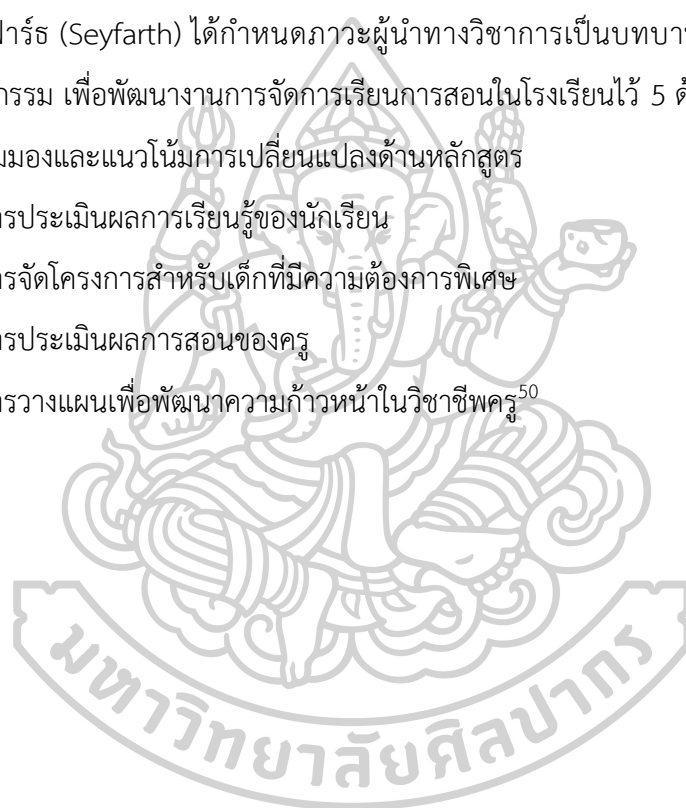 ฟาร์ธ (Seyfarth) ได้กำหนดภาวะผู้นำทางวิชาการเป็นบทบา
กรรม เพื่อพัฒนางานการจัดการเรียนการสอนในโรงเรียนไว้ 5
มมองและแนวโน้มการเปลี่ยนแปลงด้านหลักสูตร
ารประเมินผลการเรียนรู้ของนักเรียน
ารจัดโครงการสำหรับเด็กที่มีความต้องการพิเศษ
ารประเมินผลการสอนของครู
ารวางแผนเพื่อพัฒนาความก้าวหน้าในวิชาชีพครู50
มหาวิทยาลัยศิลปากร